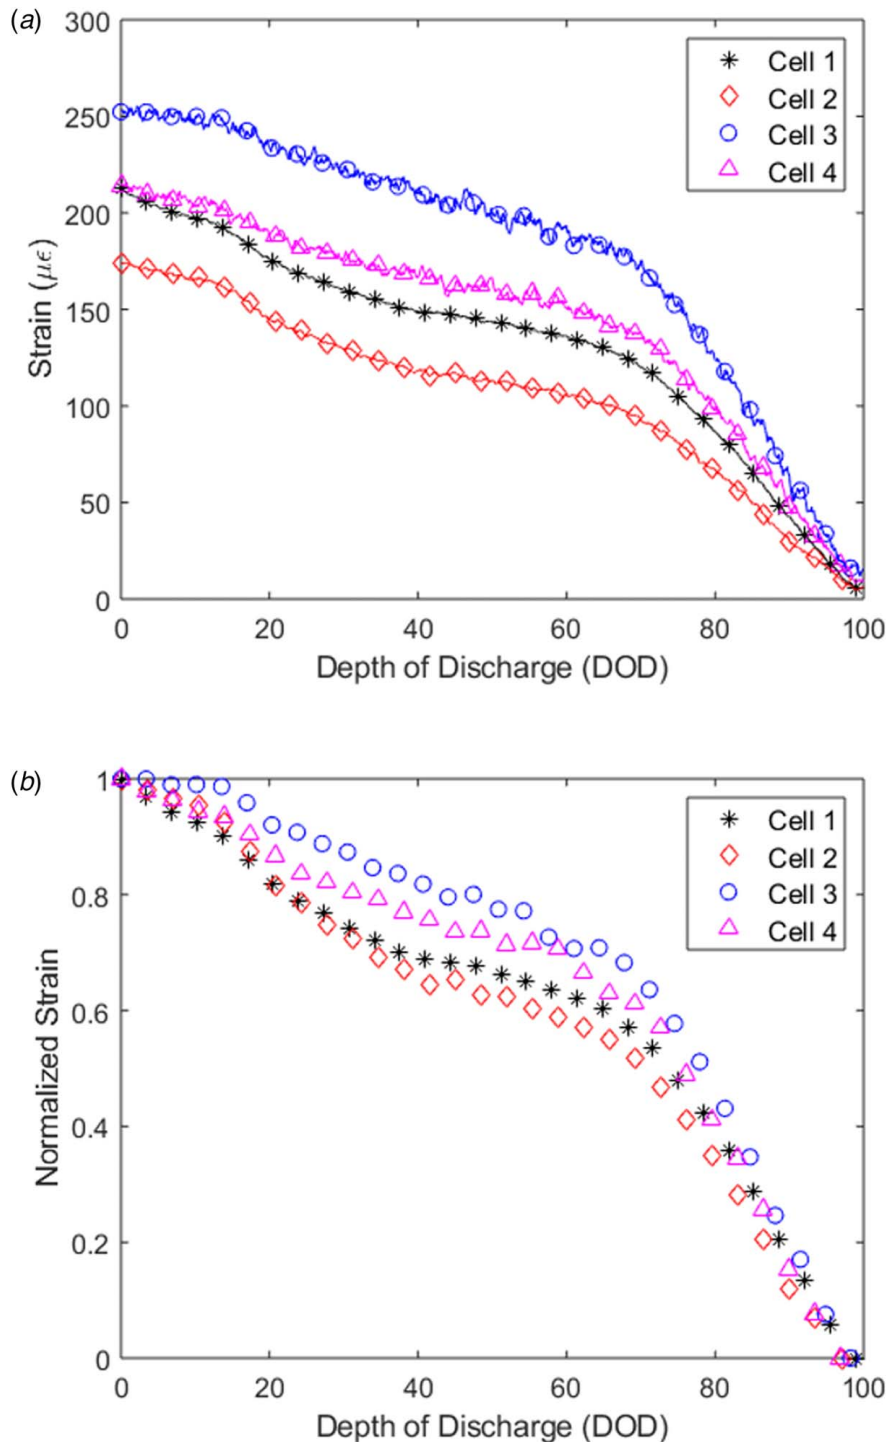 (a)
300
250
200
150
100
50
0
Strain (με)
0 20 40 60 80 100
Depth of Discharge (DOD)
Cell 1
Cell 2
Cell 3
Cell 4
(b)
1
0.8
0.6
0.4
0.2
0
Normalized Strain
0 20 40 60 80 100
Depth of Discharge (DOD)
Cell 1
Cell 2
Cell 3
Cell 4